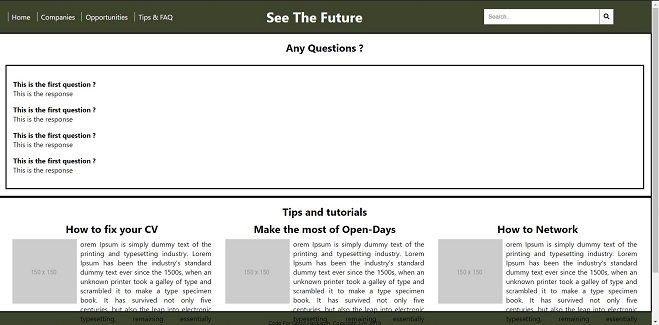 Home Companies Opportunities Tips & FAQ See The Future Search..
Any Questions ?
This is the first question ?
This is the response
This is the first question ?
This is the response
This is the first question ?
This is the response
This is the first question ?
This is the response
Tips and tutorials
How to fix your CV
150 x 150
orem Ipsum is simply dummy text of the
printing and typesetting industry. Lorem
Ipsum has been the industry's standard
dummy text ever since the 1500s, when an
unknown printer took a galley of type and
scrambled it to make a type specimen
book. It has survived not only five
centuries, but also the leap into electronic
typesetting, remaining essentially
Make the most of Open-Days
150 x 150
orem Ipsum is simply dummy text of the
printing and typesetting industry. Lorem
Ipsum has been the industry's standard
dummy text ever since the 1500s, when an
unknown printer took a galley of type and
scrambled it to make a type specimen
book. It has survived not only five
centuries, but also the leap into electronic
typesetting, remaining essentially
How to Network
150 x 150
orem Ipsum is simply dummy text of the
printing and typesetting industry. Lorem
Ipsum has been the industry's standard
dummy text ever since the 1500s, when an
unknown printer took a galley of type and
scrambled it to make a type specimen
book. It has survived not only five
centuries, but also the leap into electronic
typesetting, remaining essentially
Code For